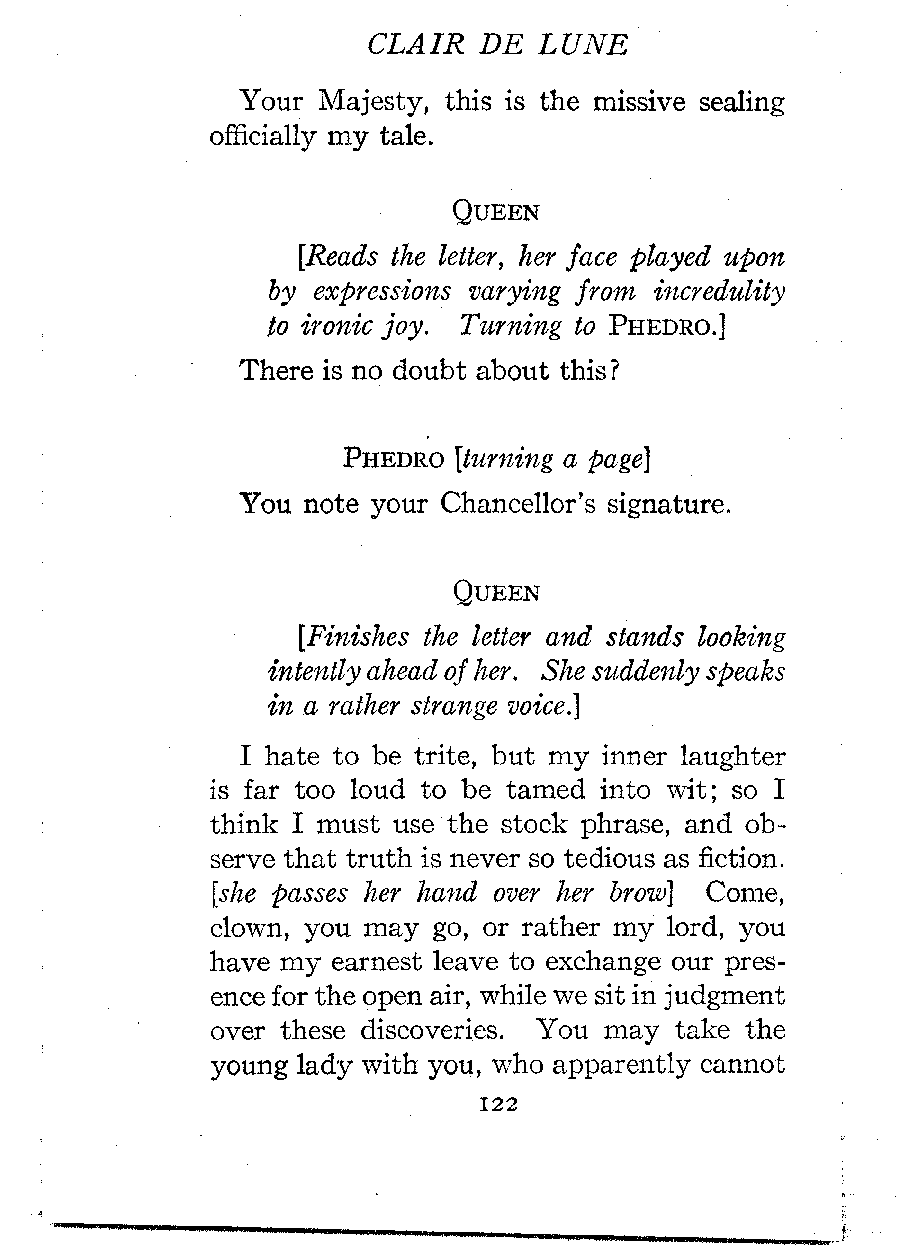 CLAIR DE LUNE
Your Majesty, this is the missive sealing
officially my tale.
QUEEN
[Reads the letter, her face played upon
by expressions varying from incredulity
to ironic joy. Turning to PHEDRO.]
There is no doubt about this?
PHEDRO [turning a page]
You note your Chancellor's signature.
QUEEN
[Finishes the letter and stands looking
intently ahead of her. She suddenly speaks
in a rather strange voice.]
I hate to be trite, but my inner laughter
is far too loud to be tamed into wit; so I
think I must use the stock phrase, and ob-
serve that truth is never so tedious as fiction.
[she passes her hand over her brow] Come,
clown, you may go, or rather my lord, you
have my earnest leave to exchange our pres-
ence for the open air, while we sit in judgment
over these discoveries. You may take the
young lady with you, who apparently cannot
122